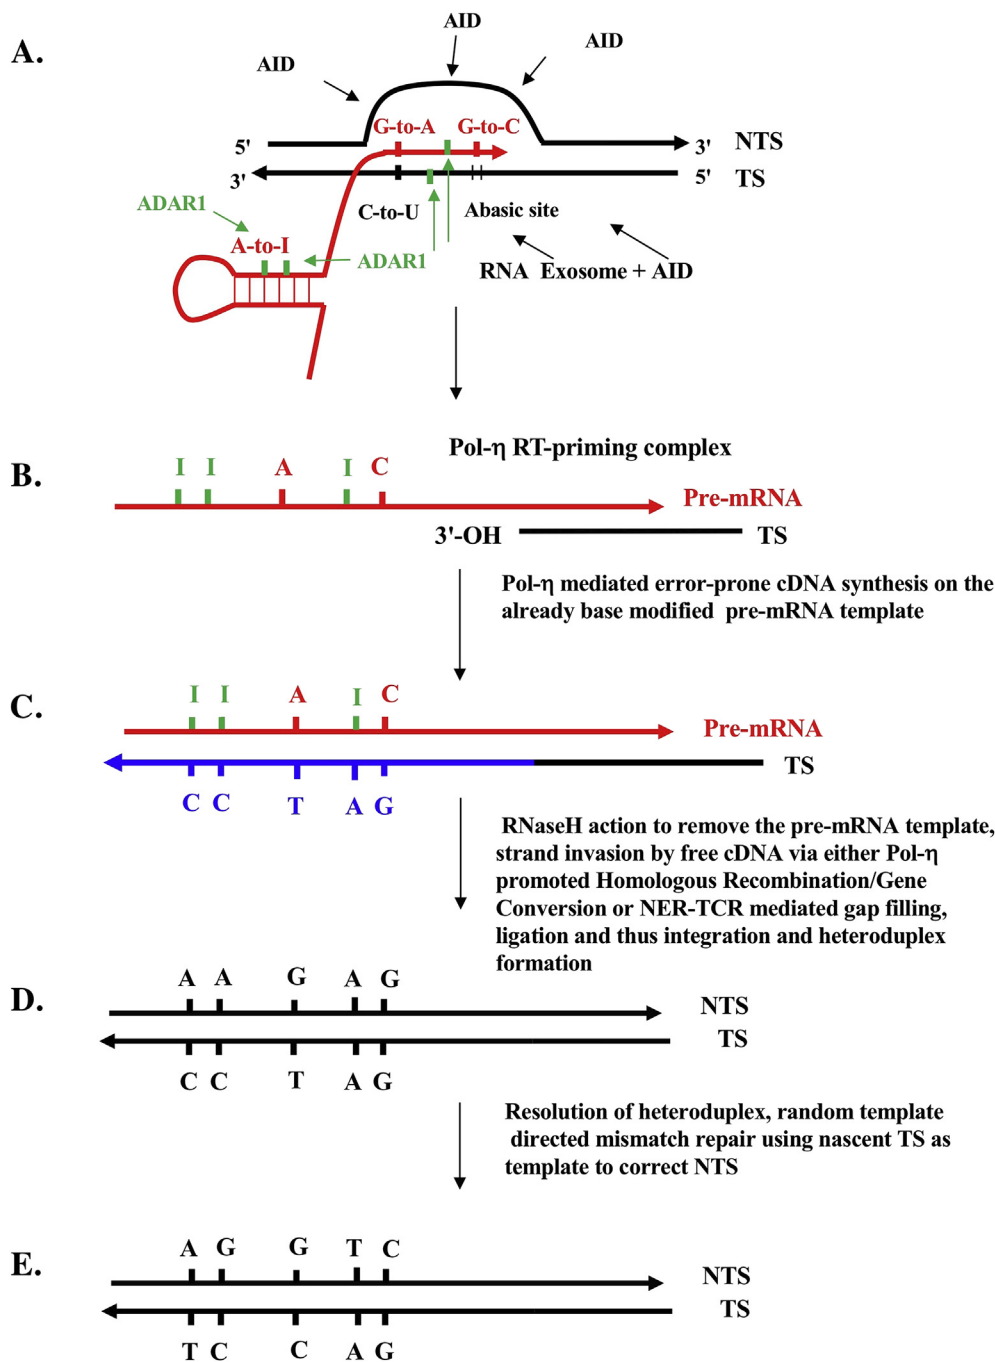 A.
AID
AID
AID
G-to-A
G-to-C
5'
3'
NTS
3'
5'
TS
ADAR1
C-to-U
Abasic site
A-to-I
ADAR1
RNA Exosome + AID
Pol-η RT-priming complex
B.
I I A I C
Pre-mRNA
3'-OH
TS
Pol-η mediated error-prone cDNA synthesis on the
already base modified pre-mRNA template
C.
I I A I C
Pre-mRNA
TS
C C T A G
RNaseH action to remove the pre-mRNA template,
strand invasion by free cDNA via either Pol-η
promoted Homologous Recombination/Gene
Conversion or NER-TCR mediated gap filling,
ligation and thus integration and heteroduplex
formation
D.
A A G A G
NTS
TS
C C T A G
Resolution of heteroduplex, random template
directed mismatch repair using nascent TS as
template to correct NTS
E.
A G G T C
NTS
TS
T C C A G